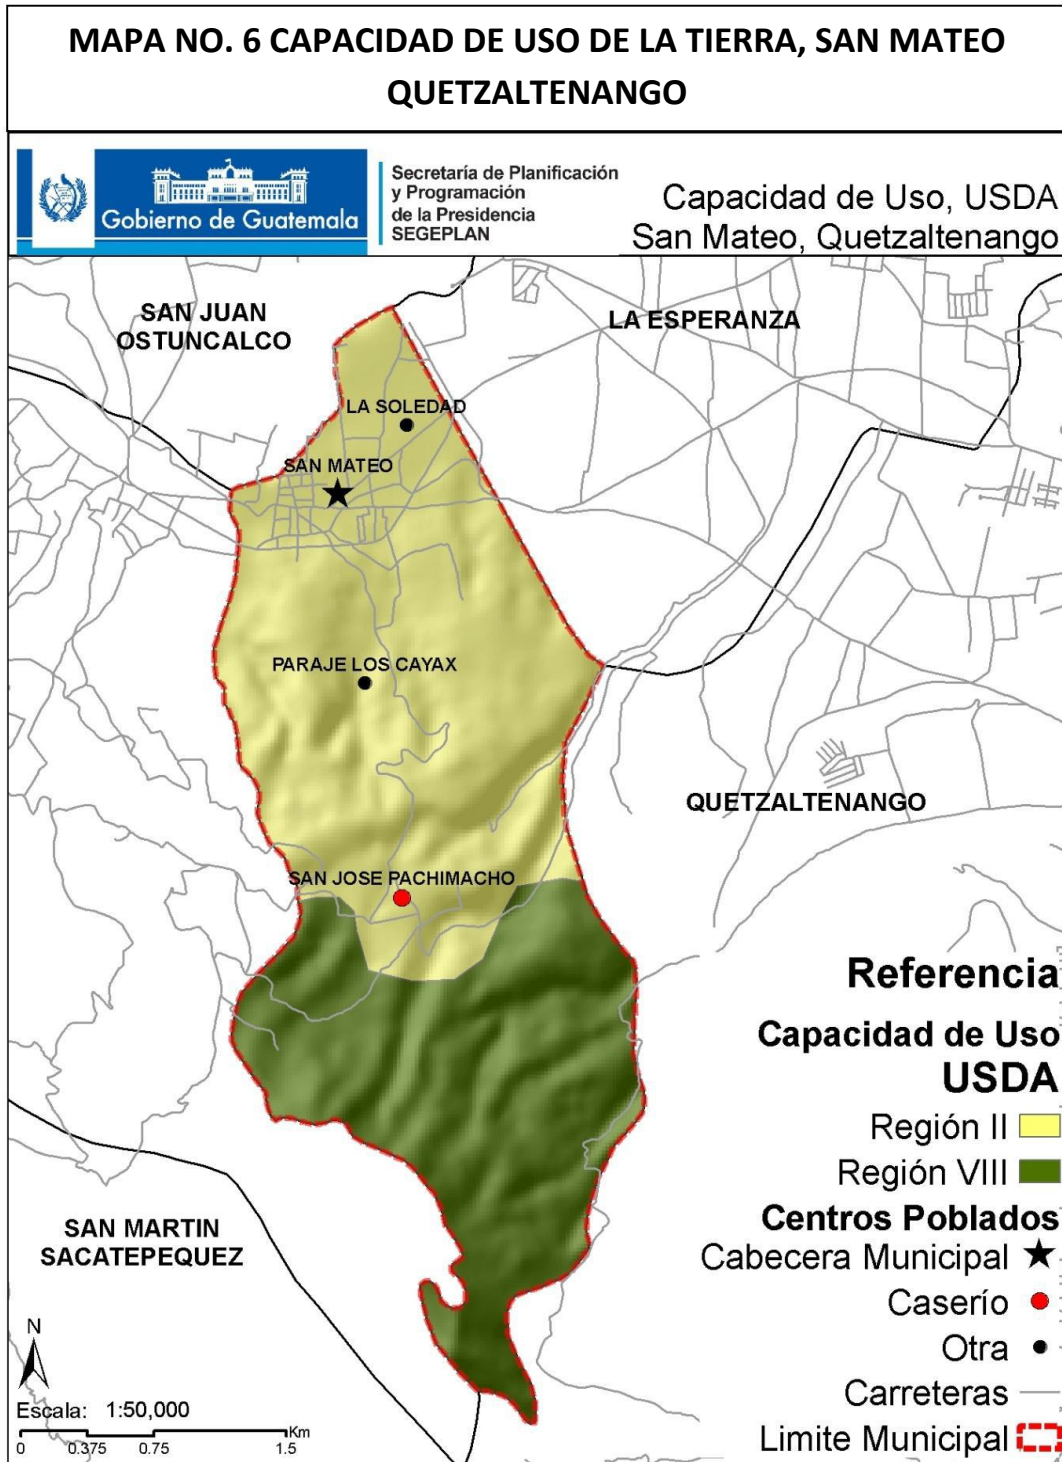 MAPA NO. 6 CAPACIDAD DE USO DE LA TIERRA, SAN MATEO
QUETZALTENANGO
Gobierno de Guatemala
Secretaría de Planificación
y Programación
de la Presidencia
SEGEPLAN
Capacidad de Uso, USDA
San Mateo, Quetzaltenango
SAN JUAN
OSTUNCALCO
LA ESPERANZA
LA SOLEDAD
SAN MATEO
PARAJE LOS CAYAX
QUETZALTENANGO
SAN JOSE PACHIMACHO
SAN MARTIN
SACATEPEQUEZ
Referencia
Capacidad de Uso
USDA
Región II
Región VIII
Centros Poblados
Cabecera Municipal
Caserío
Otra
Carreteras
Limite Municipal
N
Escala: 1:50,000
Km
0 0.375 0.75 1.5